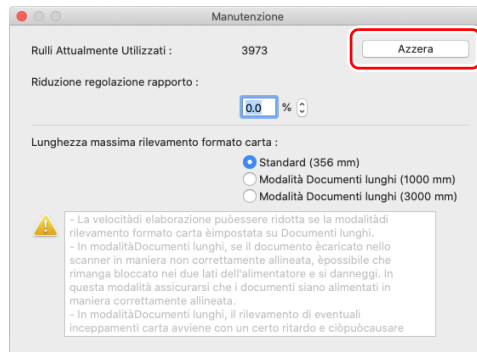 Manutenzione
Rulli Attualmente Utilizzati : 3973 Azzera
Riduzione regolazione rapporto :
0.0 %
Lunghezza massima rilevamento formato carta :
Standard (356 mm)
Modalità Documenti lunghi (1000 mm)
Modalità Documenti lunghi (3000 mm)
- La velocitàdi elaborazione puòessere ridotta se la modalitàdi
rilevamento formato carta èimpostata su Documenti lunghi.
- In modalitàDocumenti lunghi, se il documento ècaricato nello
scanner in maniera non correttamente allineata, èpossibile che
rimanga bloccato nei due lati dell'alimentatore e si danneggi. In
questa modalità assicurarsi che i documenti siano alimentati in
maniera correttamente allineata.
- In modalitàDocumenti lunghi, il rilevamento di eventuali
inceppamenti carta avviene con un certo ritardo e ciòpuòcausare